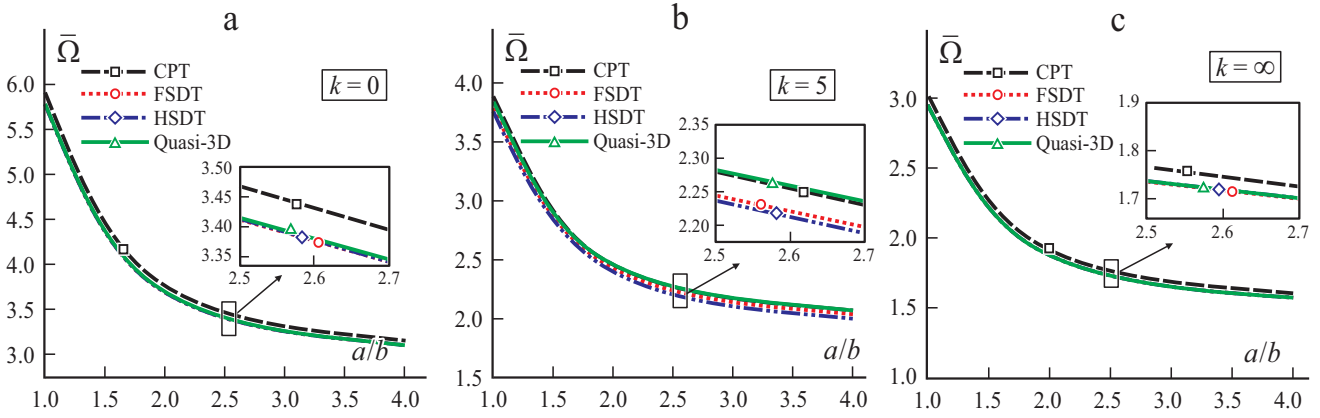 a
Ω̅
CPT
FSDT
HSDT
Quasi-3D
k = 0
6.0
5.5
5.0
4.5
4.0
3.5
3.0
3.50
3.45
3.40
3.35
2.5 2.6 2.7
a/b
1.0 1.5 2.0 2.5 3.0 3.5 4.0
b
Ω̅
CPT
FSDT
HSDT
Quasi-3D
k = 5
4.0
3.5
3.0
2.5
2.0
1.5
2.35
2.30
2.25
2.20
2.5 2.6 2.7
a/b
1.0 1.5 2.0 2.5 3.0 3.5 4.0
c
Ω̅
CPT
FSDT
HSDT
Quasi-3D
k = ∞
3.0
2.5
2.0
1.5
1.0
1.9
1.8
1.7
2.5 2.6 2.7
a/b
1.0 1.5 2.0 2.5 3.0 3.5 4.0